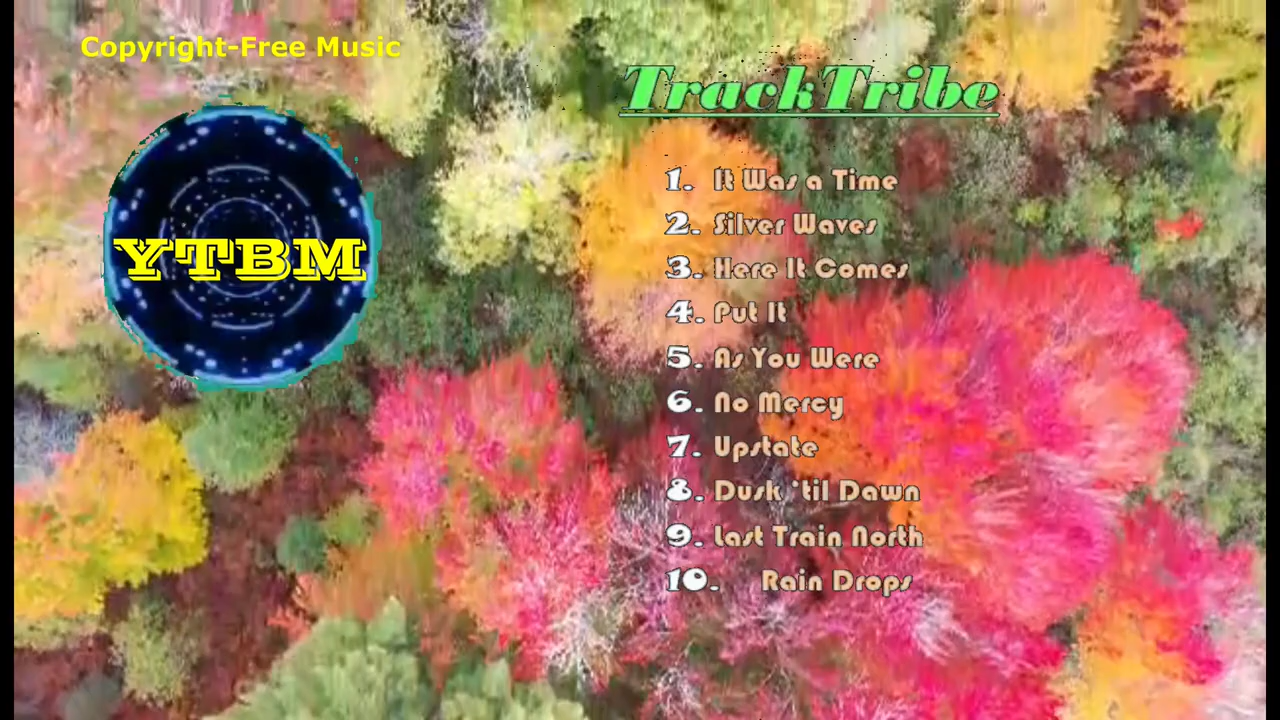 Copyright-Free Music
TrackTribe
YTBM
1. It Was a Time
2. Silver Waves
3. Here It Comes
4. Put It
5. As You Were
6. No Mercy
7. Upstate
8. Dusk 'til Dawn
9. Last Train North
10. Rain Drops